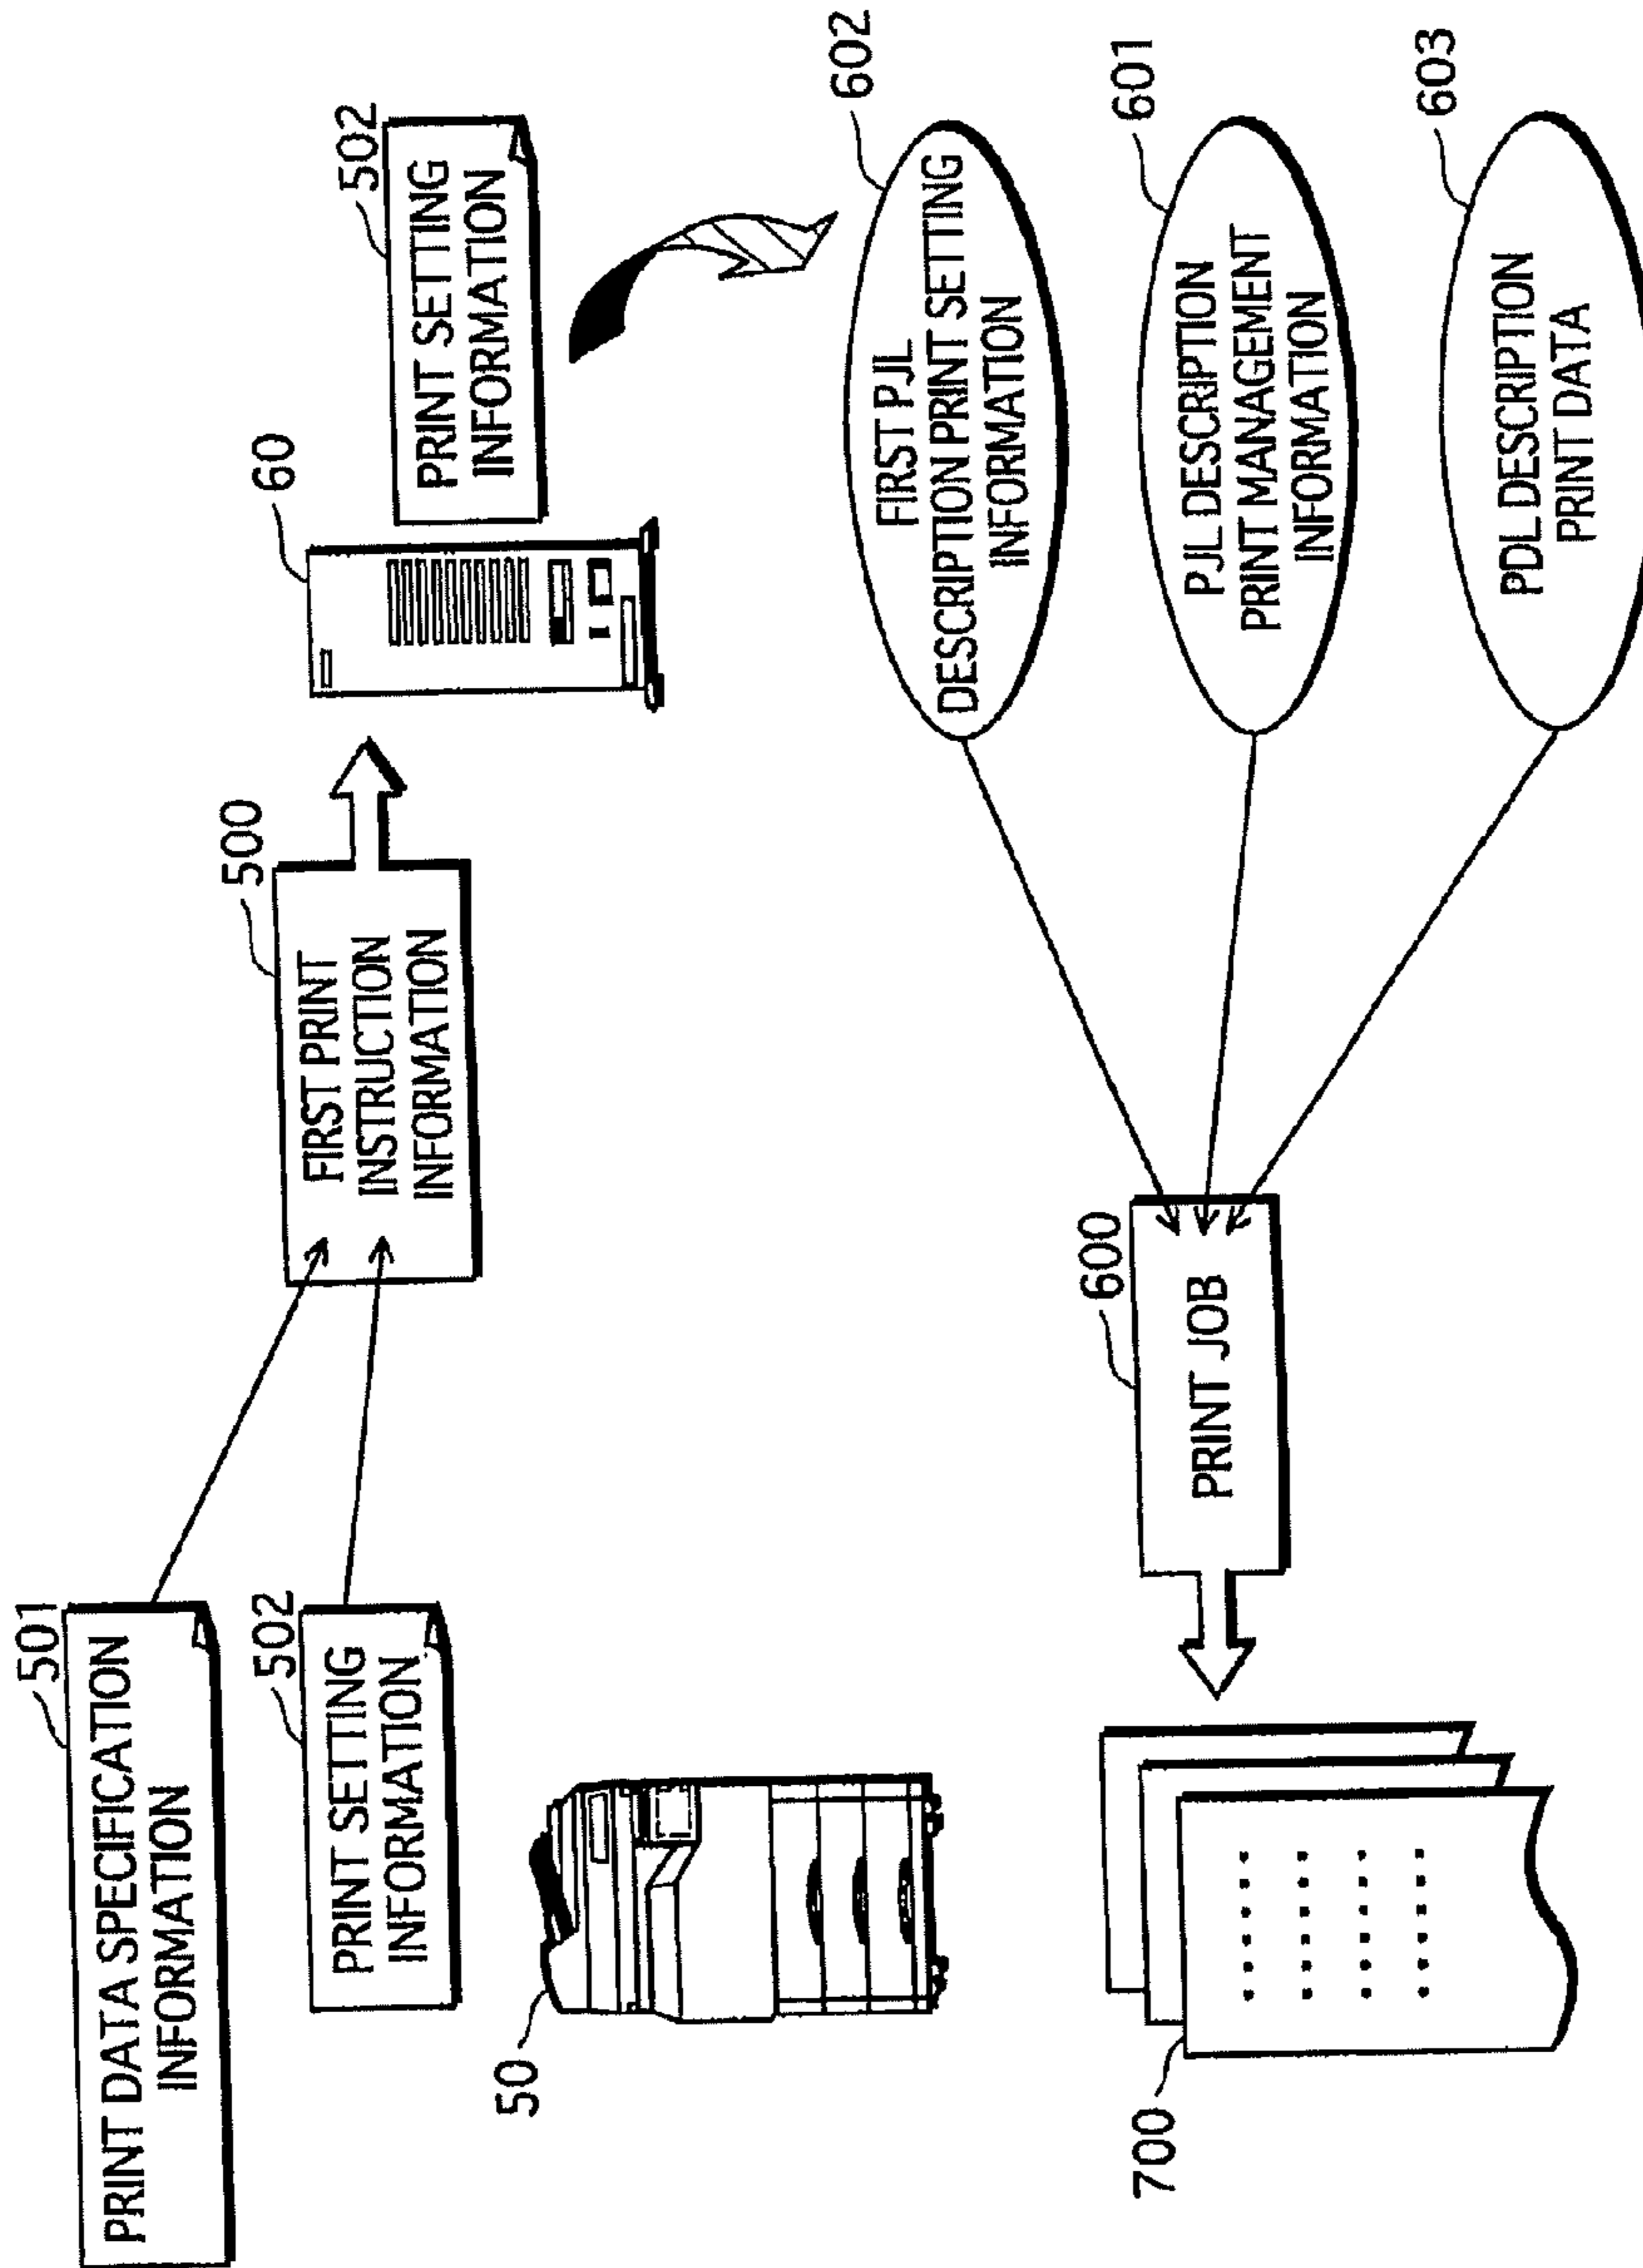 501
PRINT DATA SPECIFICATION
INFORMATION
502
PRINT SETTING
INFORMATION
500
FIRST PRINT
INSTRUCTION
INFORMATION
60
502
PRINT SETTING
INFORMATION
50
602
FIRST PJL
DESCRIPTION PRINT SETTING
INFORMATION
601
PJL DESCRIPTION
PRINT MANAGEMENT
INFORMATION
603
PDL DESCRIPTION
PRINT DATA
600
PRINT JOB
700